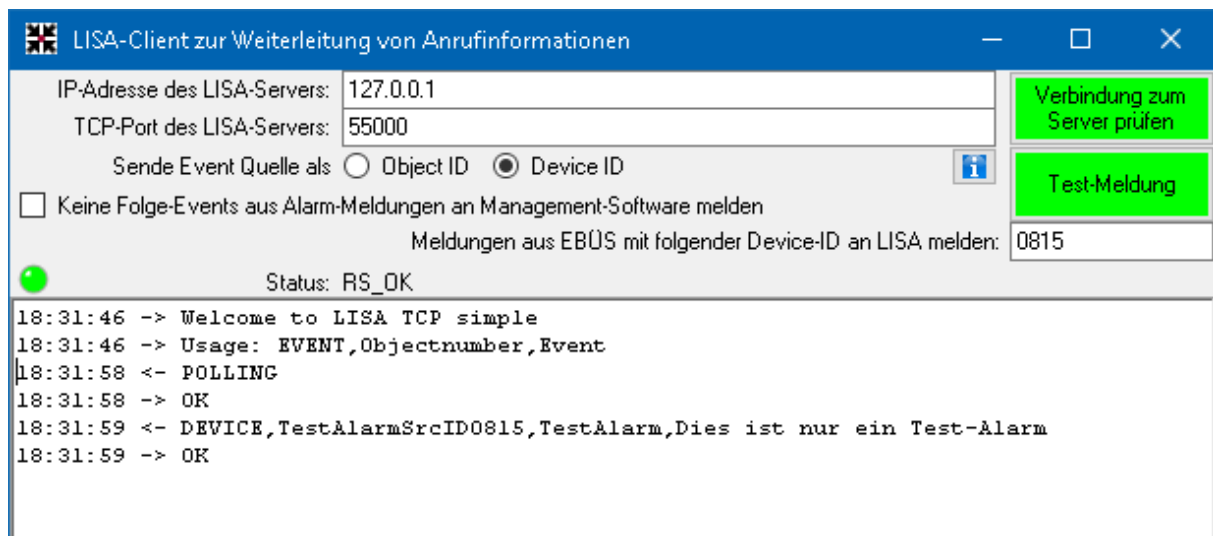 LISA-Client zur Weiterleitung von Anrufinformationen
IP-Adresse des LISA-Servers: 127.0.0.1
Verbindung zum
Server prüfen
TCP-Port des LISA-Servers: 55000
Sende Event Quelle als Object ID Device ID
Test-Meldung
Keine Folge-Events aus Alarm-Meldungen an Management-Software melden
Meldungen aus EBÜS mit folgender Device-ID an LISA melden: 0815
Status: RS_OK
18:31:46 -> Welcome to LISA TCP simple
18:31:46 -> Usage: EVENT,Objectnumber,Event
18:31:58 <- POLLING
18:31:58 -> OK
18:31:59 <- DEVICE,TestAlarmSrcID0815,TestAlarm,Dies ist nur ein Test-Alarm
18:31:59 -> OK